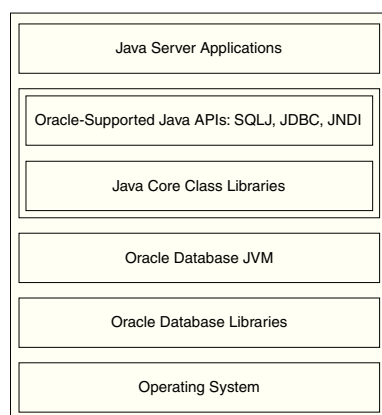 Java Server Applications
Oracle-Supported Java APIs: SQLJ, JDBC, JNDI
Java Core Class Libraries
Oracle Database JVM
Oracle Database Libraries
Operating System